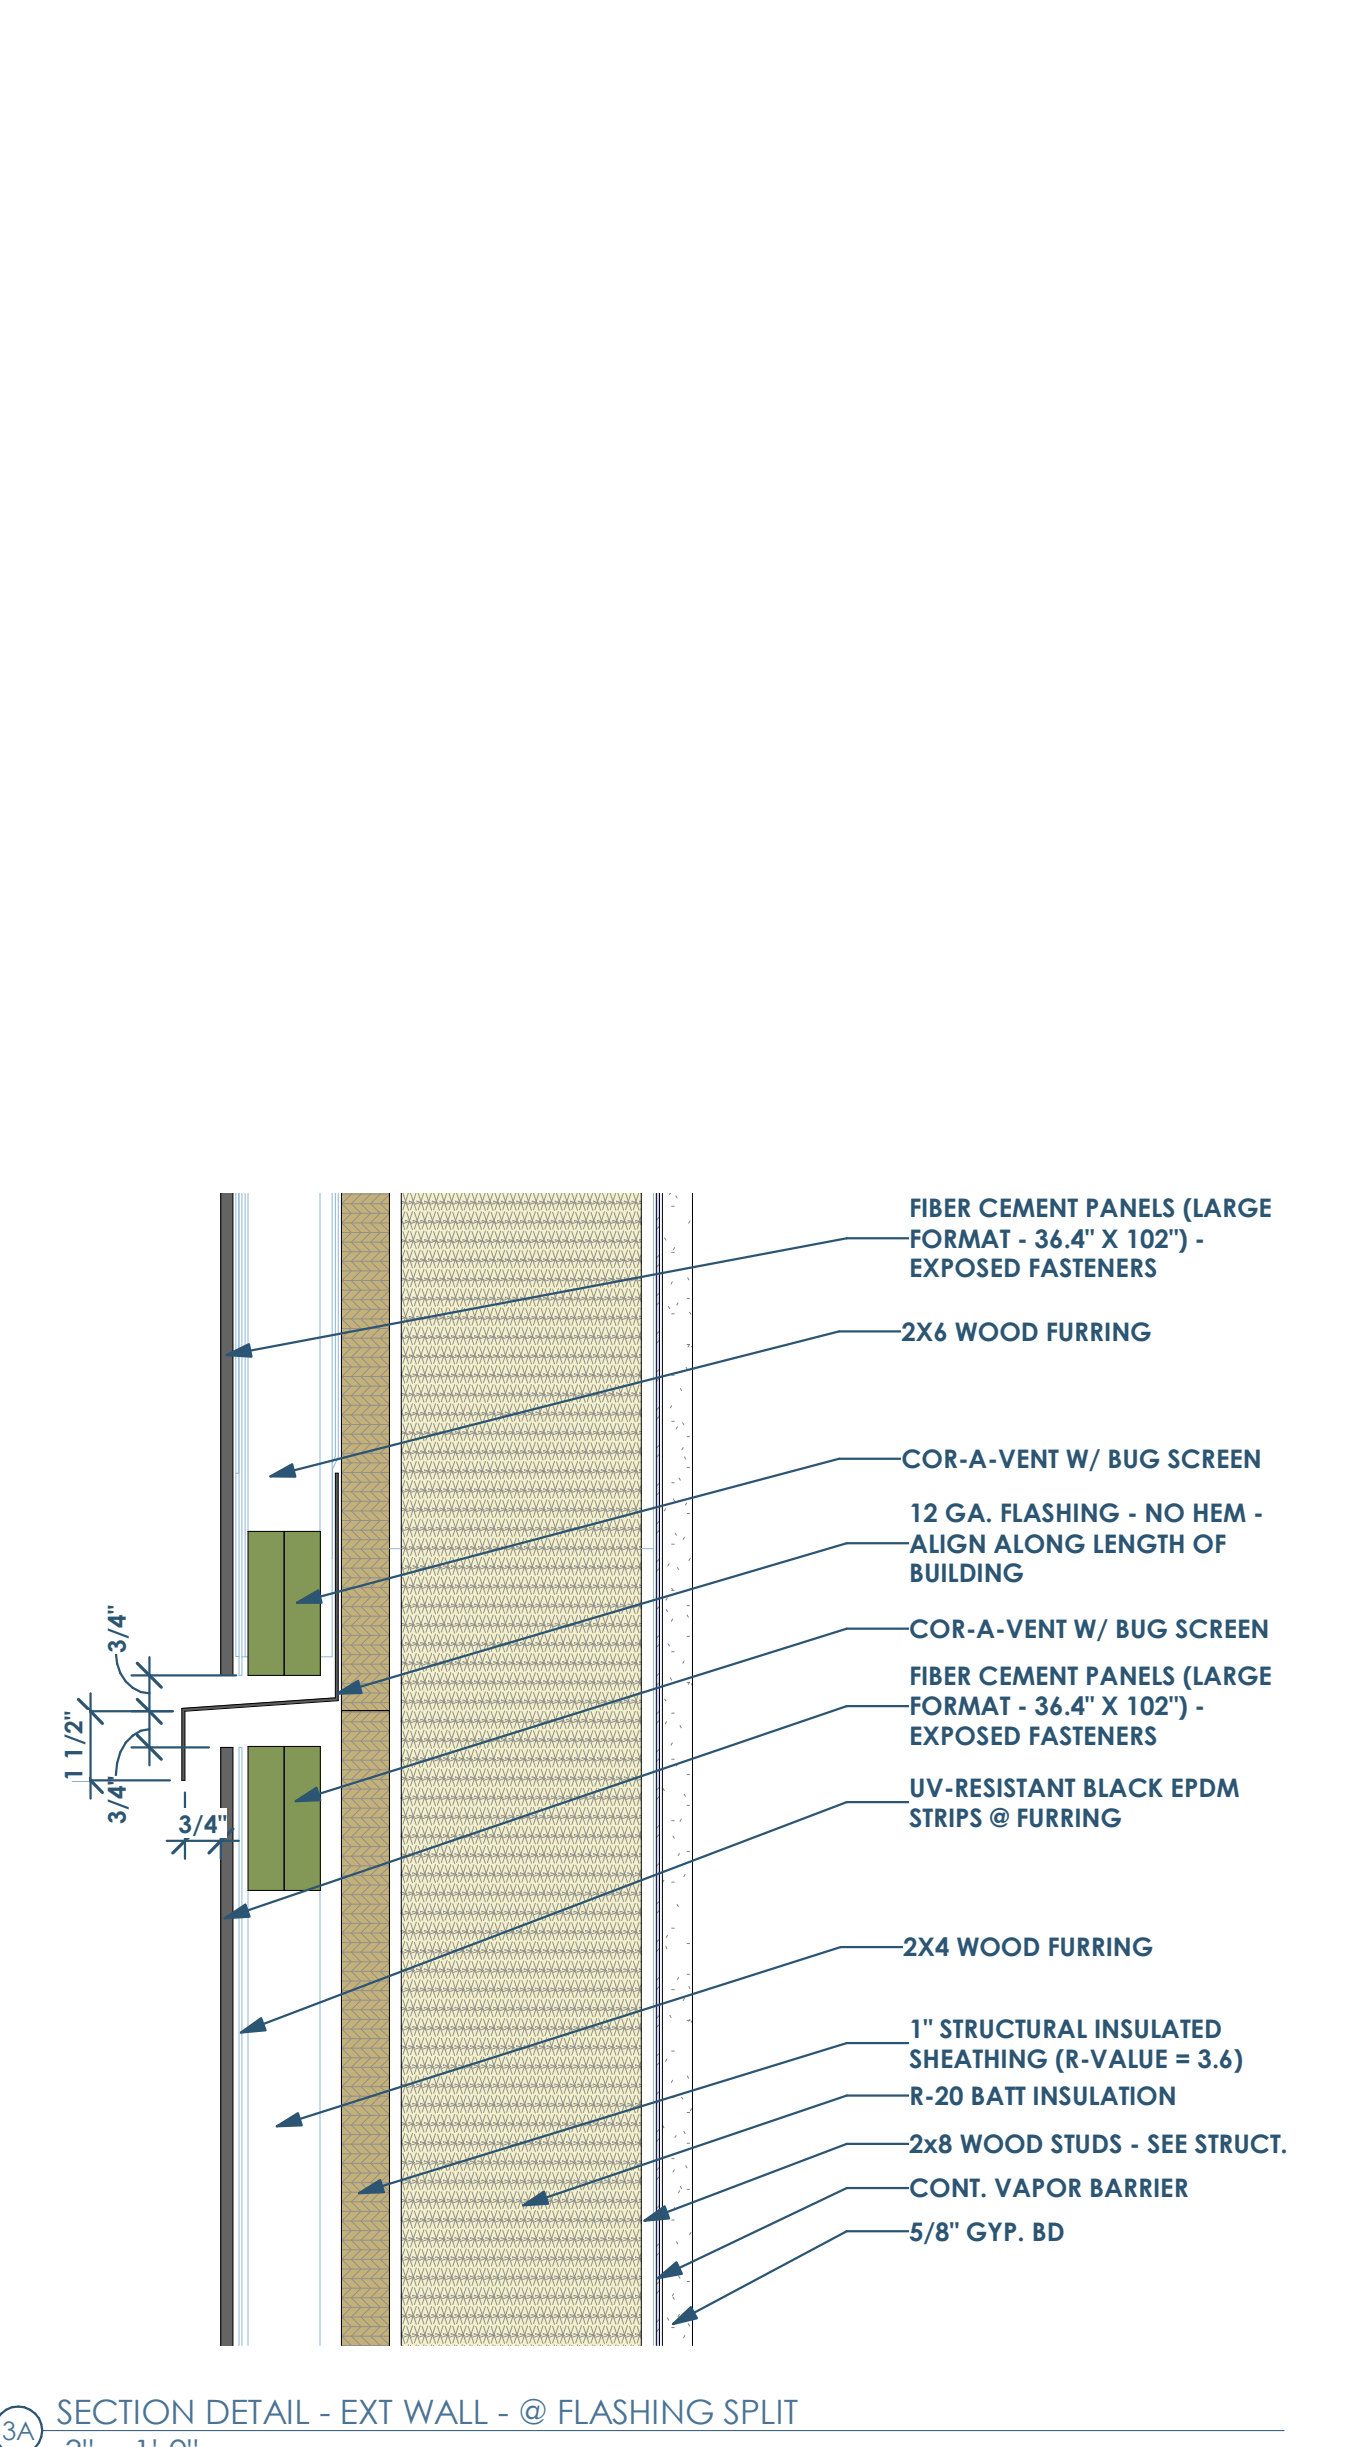 FIBER CEMENT PANELS (LARGE
FORMAT - 36.4" X 102") -
EXPOSED FASTENERS
2X6 WOOD FURRING
COR-A-VENT W/ BUG SCREEN
12 GA. FLASHING - NO HEM -
ALIGN ALONG LENGTH OF
BUILDING
COR-A-VENT W/ BUG SCREEN
FIBER CEMENT PANELS (LARGE
FORMAT - 36.4" X 102") -
EXPOSED FASTENERS
UV-RESISTANT BLACK EPDM
STRIPS @ FURRING
2X4 WOOD FURRING
1" STRUCTURAL INSULATED
SHEATHING (R-VALUE = 3.6)
R-20 BATT INSULATION
2x8 WOOD STUDS - SEE STRUCT.
CONT. VAPOR BARRIER
5/8" GYP. BD
3/4"
1 1/2"
3/4"
3/4"
3A
SECTION DETAIL - EXT WALL - @ FLASHING SPLIT